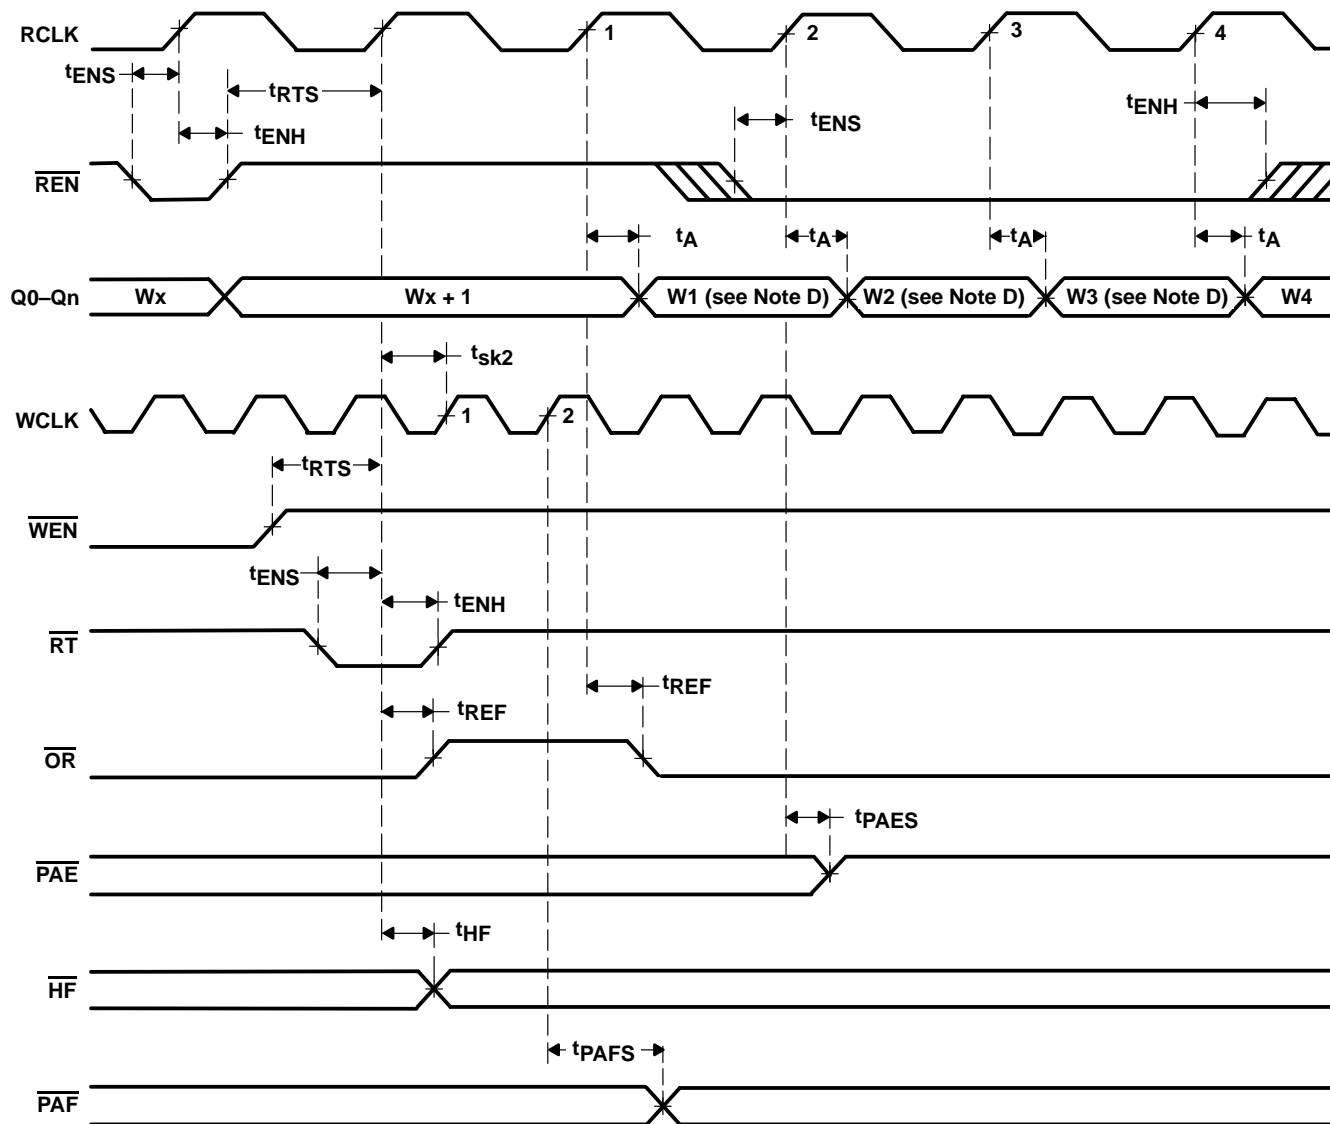 RCLK
1
2
3
4
tENS
tRTS
tENH
tENS
tENH
REN
tA
tA
tA
tA
Q0–Qn
Wx
Wx + 1
W1 (see Note D)
W2 (see Note D)
W3 (see Note D)
W4
tsk2
WCLK
1
2
tRTS
WEN
tENS
tENH
RT
tREF
tREF
OR
tPAES
PAE
tHF
HF
tPAFS
PAF